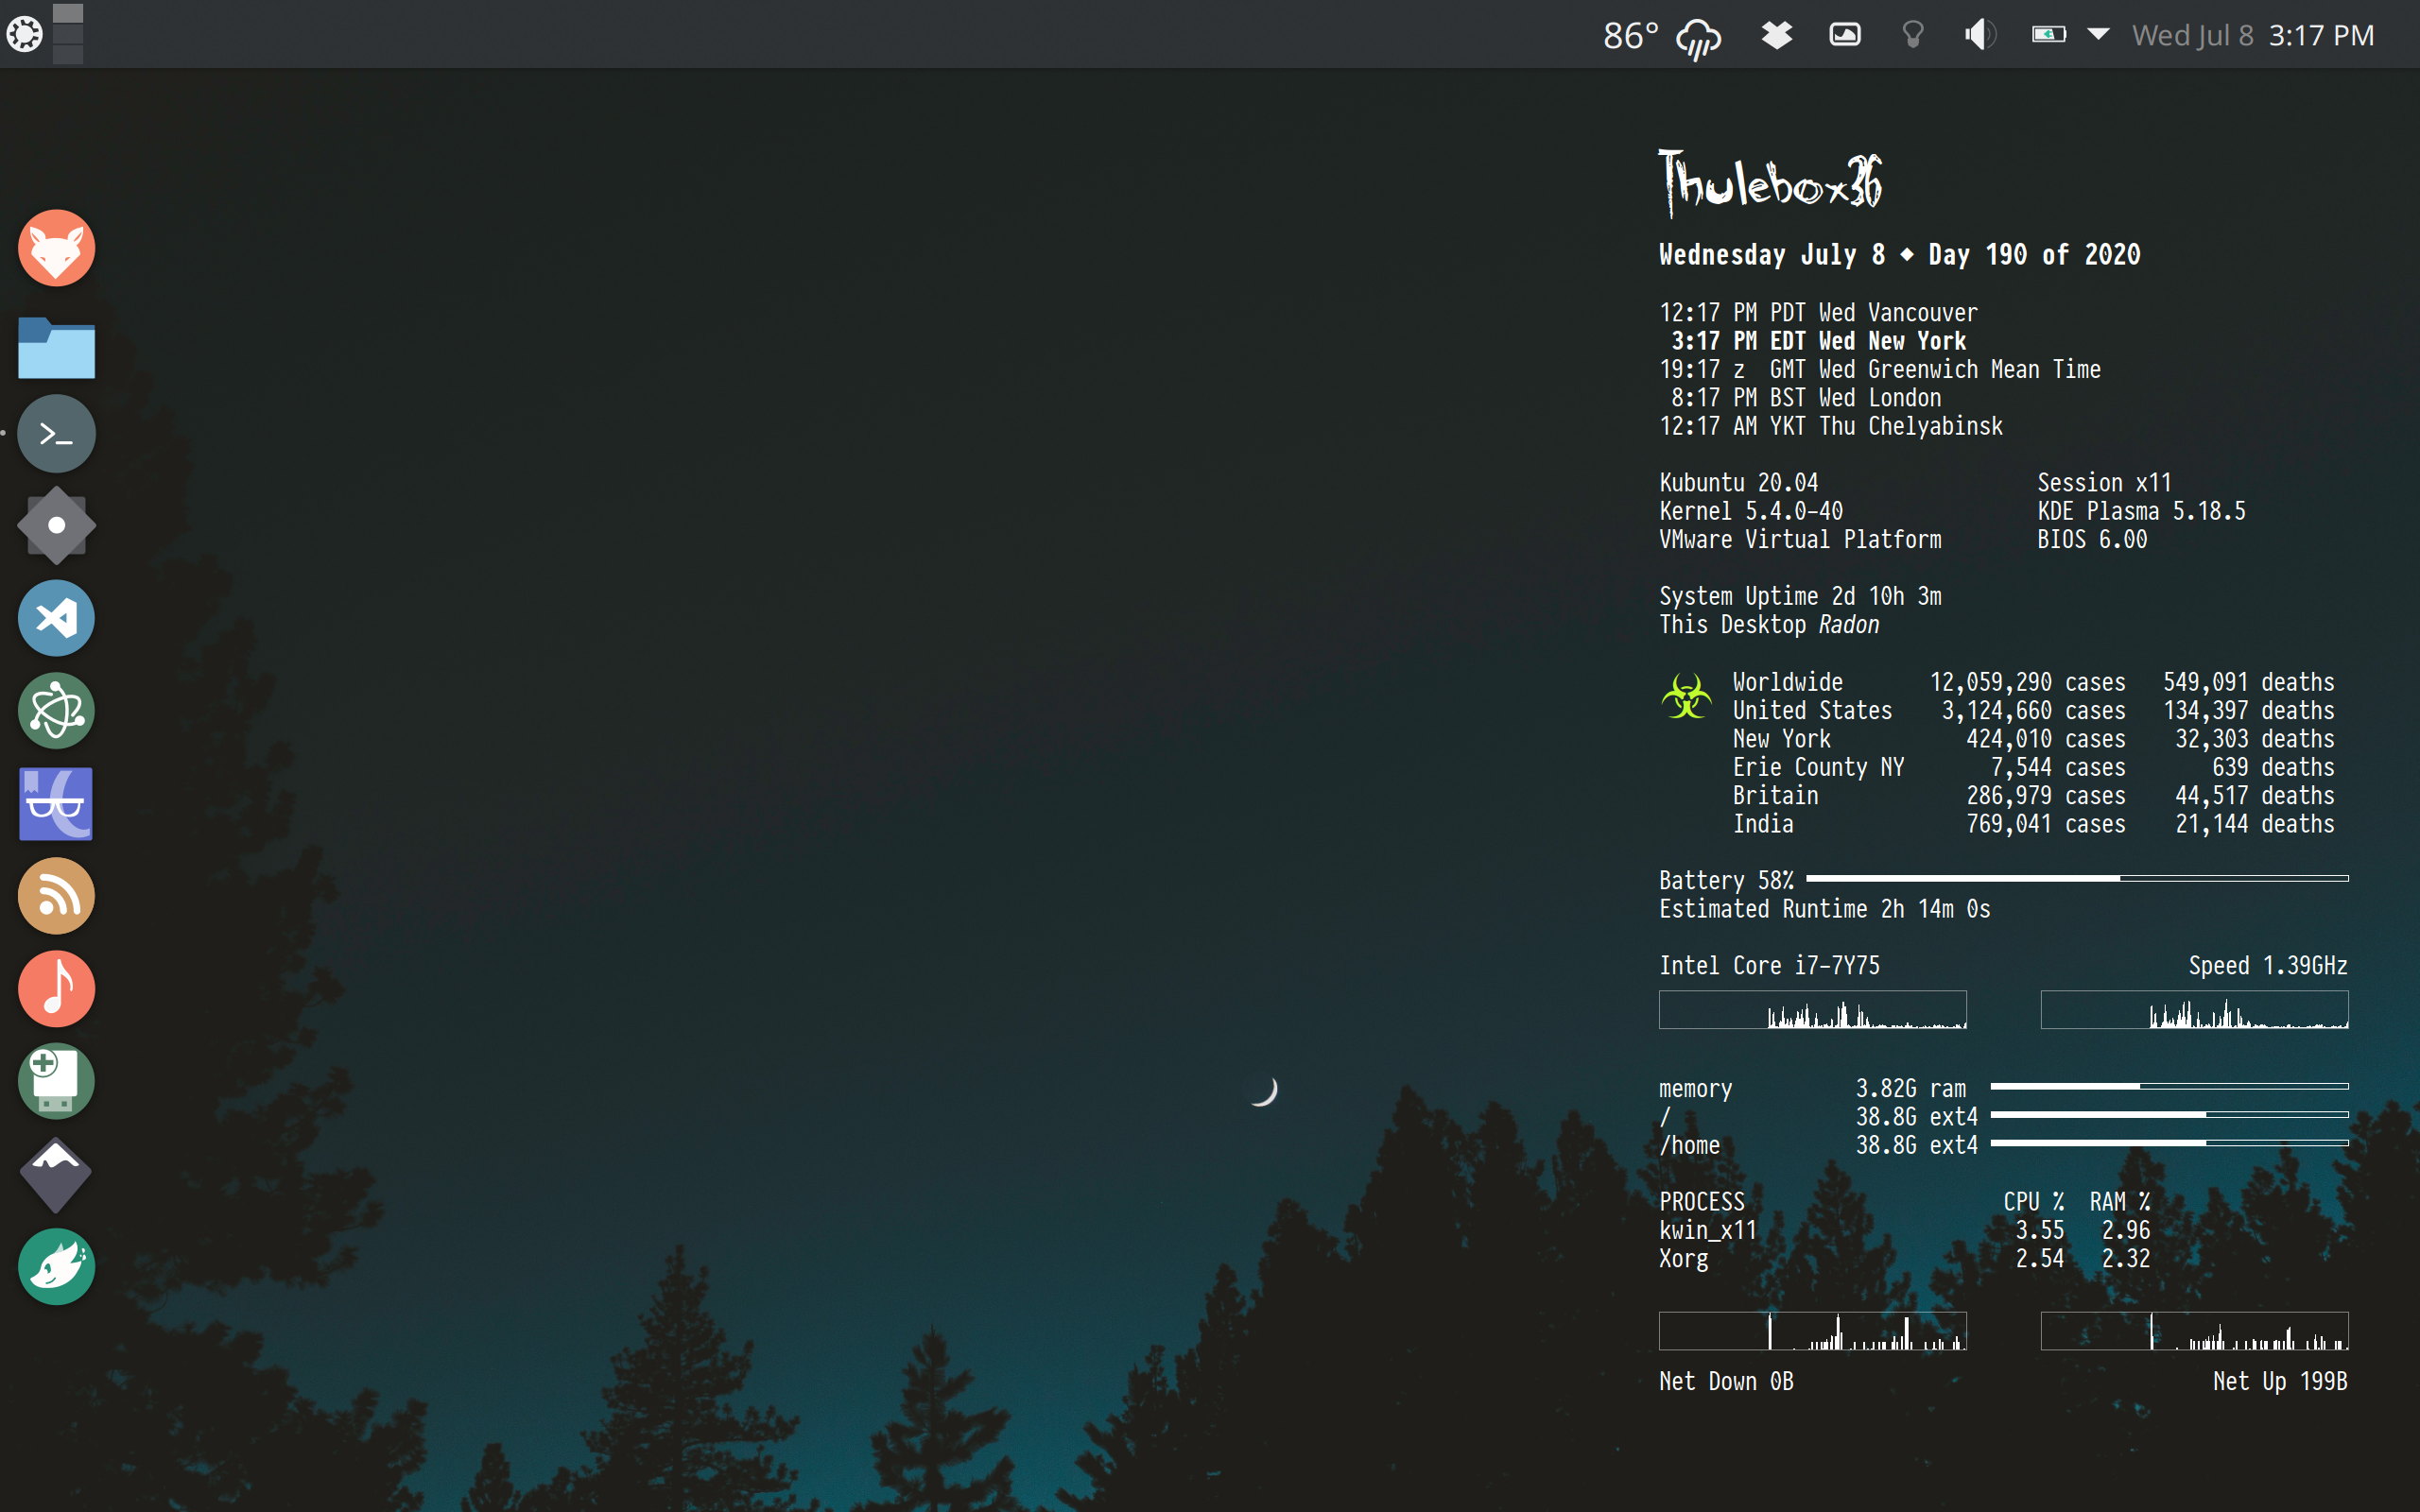 86° Wed Jul 8 3:17 PM
Thulebox36
Wednesday July 8 ◆ Day 190 of 2020
12:17 PM PDT Wed Vancouver
3:17 PM EDT Wed New York
19:17 z GMT Wed Greenwich Mean Time
8:17 PM BST Wed London
12:17 AM YKT Thu Chelyabinsk
Kubuntu 20.04 Session x11
Kernel 5.4.0-40 KDE Plasma 5.18.5
VMware Virtual Platform BIOS 6.00
System Uptime 2d 10h 3m
This Desktop Radon
Worldwide 12,059,290 cases 549,091 deaths
United States 3,124,660 cases 134,397 deaths
New York 424,010 cases 32,303 deaths
Erie County NY 7,544 cases 639 deaths
Britain 286,979 cases 44,517 deaths
India 769,041 cases 21,144 deaths
Battery 58%
Estimated Runtime 2h 14m 0s
Intel Core i7-7Y75 Speed 1.39GHz
memory 3.82G ram
/ 38.8G ext4
/home 38.8G ext4
PROCESS CPU % RAM %
kwin_x11 3.55 2.96
Xorg 2.54 2.32
Net Down 0B Net Up 199B